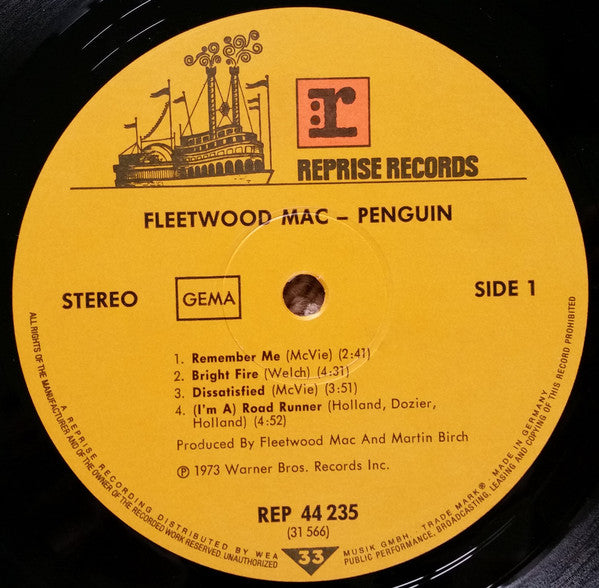 r
REPRISE RECORDS
FLEETWOOD MAC – PENGUIN
STEREO
GEMA
SIDE 1
1. Remember Me (McVie) (2:41)
2. Bright Fire (Welch) (4:31)
3. Dissatisfied (McVie) (3:51)
4. (I'm A) Road Runner (Holland, Dozier,
Holland) (4:52)
Produced By Fleetwood Mac And Martin Birch
℗ 1973 Warner Bros. Records Inc.
REP 44 235
(31 566)
33
A REPRISE RECORDING DISTRIBUTED BY WEA MUSIK GMBH TRADE MARK® MADE IN GERMANY
ALL RIGHTS OF THE MANUFACTURER AND OF THE OWNER OF THE RECORDED WORK RESERVED. UNAUTHORIZED PUBLIC PERFORMANCE, BROADCASTING, LEASING AND COPYING OF THIS RECORD PROHIBITED